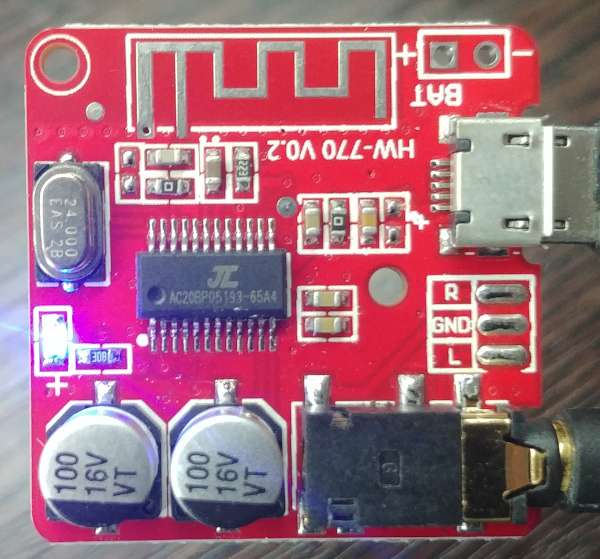 + −
BAT
HW-770 V0.2
24.000
EAS 2B
JL
AC20BP05193-65A4
R
GND
L
+
100
16V
VT
100
16V
VT
G